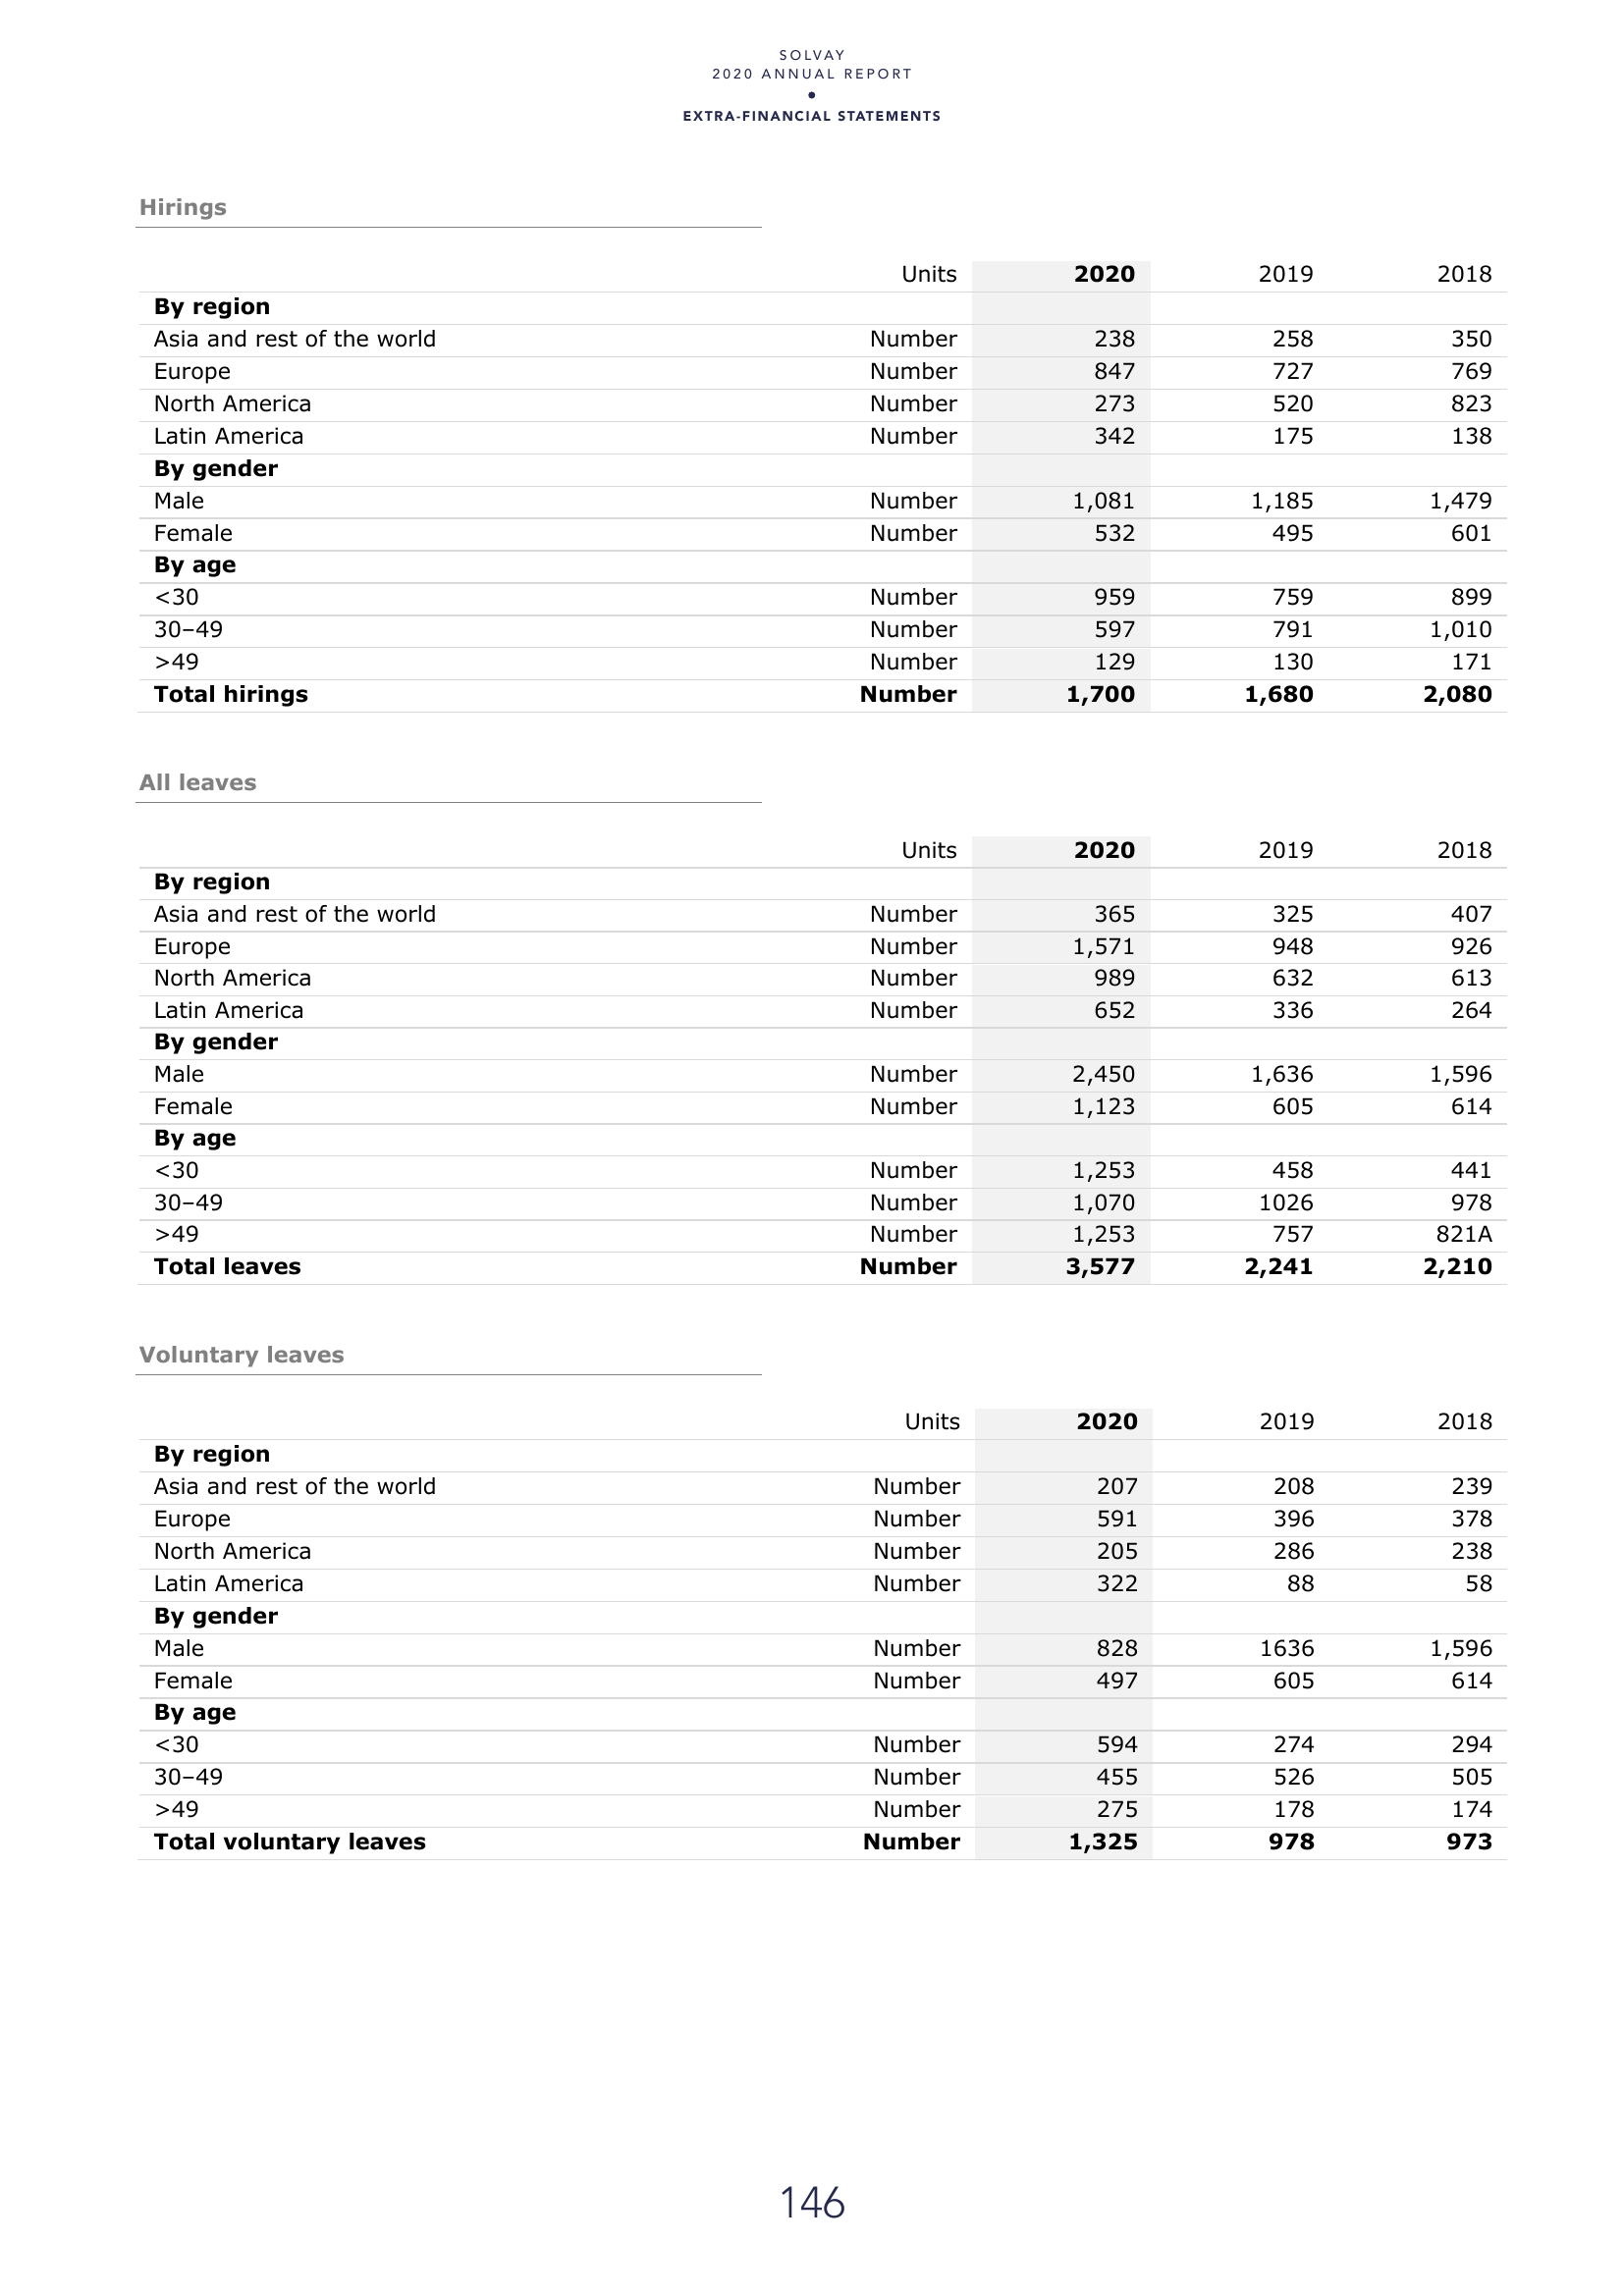 SOLVAY
2020 ANNUAL REPORT
•
EXTRA-FINANCIAL STATEMENTS
Hirings
Units 2020 2019 2018
By region
Asia and rest of the world Number 238 258 350
Europe Number 847 727 769
North America Number 273 520 823
Latin America Number 342 175 138
By gender
Male Number 1,081 1,185 1,479
Female Number 532 495 601
By age
<30 Number 959 759 899
30–49 Number 597 791 1,010
>49 Number 129 130 171
Total hirings Number 1,700 1,680 2,080
All leaves
Units 2020 2019 2018
By region
Asia and rest of the world Number 365 325 407
Europe Number 1,571 948 926
North America Number 989 632 613
Latin America Number 652 336 264
By gender
Male Number 2,450 1,636 1,596
Female Number 1,123 605 614
By age
<30 Number 1,253 458 441
30–49 Number 1,070 1026 978
>49 Number 1,253 757 821A
Total leaves Number 3,577 2,241 2,210
Voluntary leaves
Units 2020 2019 2018
By region
Asia and rest of the world Number 207 208 239
Europe Number 591 396 378
North America Number 205 286 238
Latin America Number 322 88 58
By gender
Male Number 828 1636 1,596
Female Number 497 605 614
By age
<30 Number 594 274 294
30–49 Number 455 526 505
>49 Number 275 178 174
Total voluntary leaves Number 1,325 978 973
146